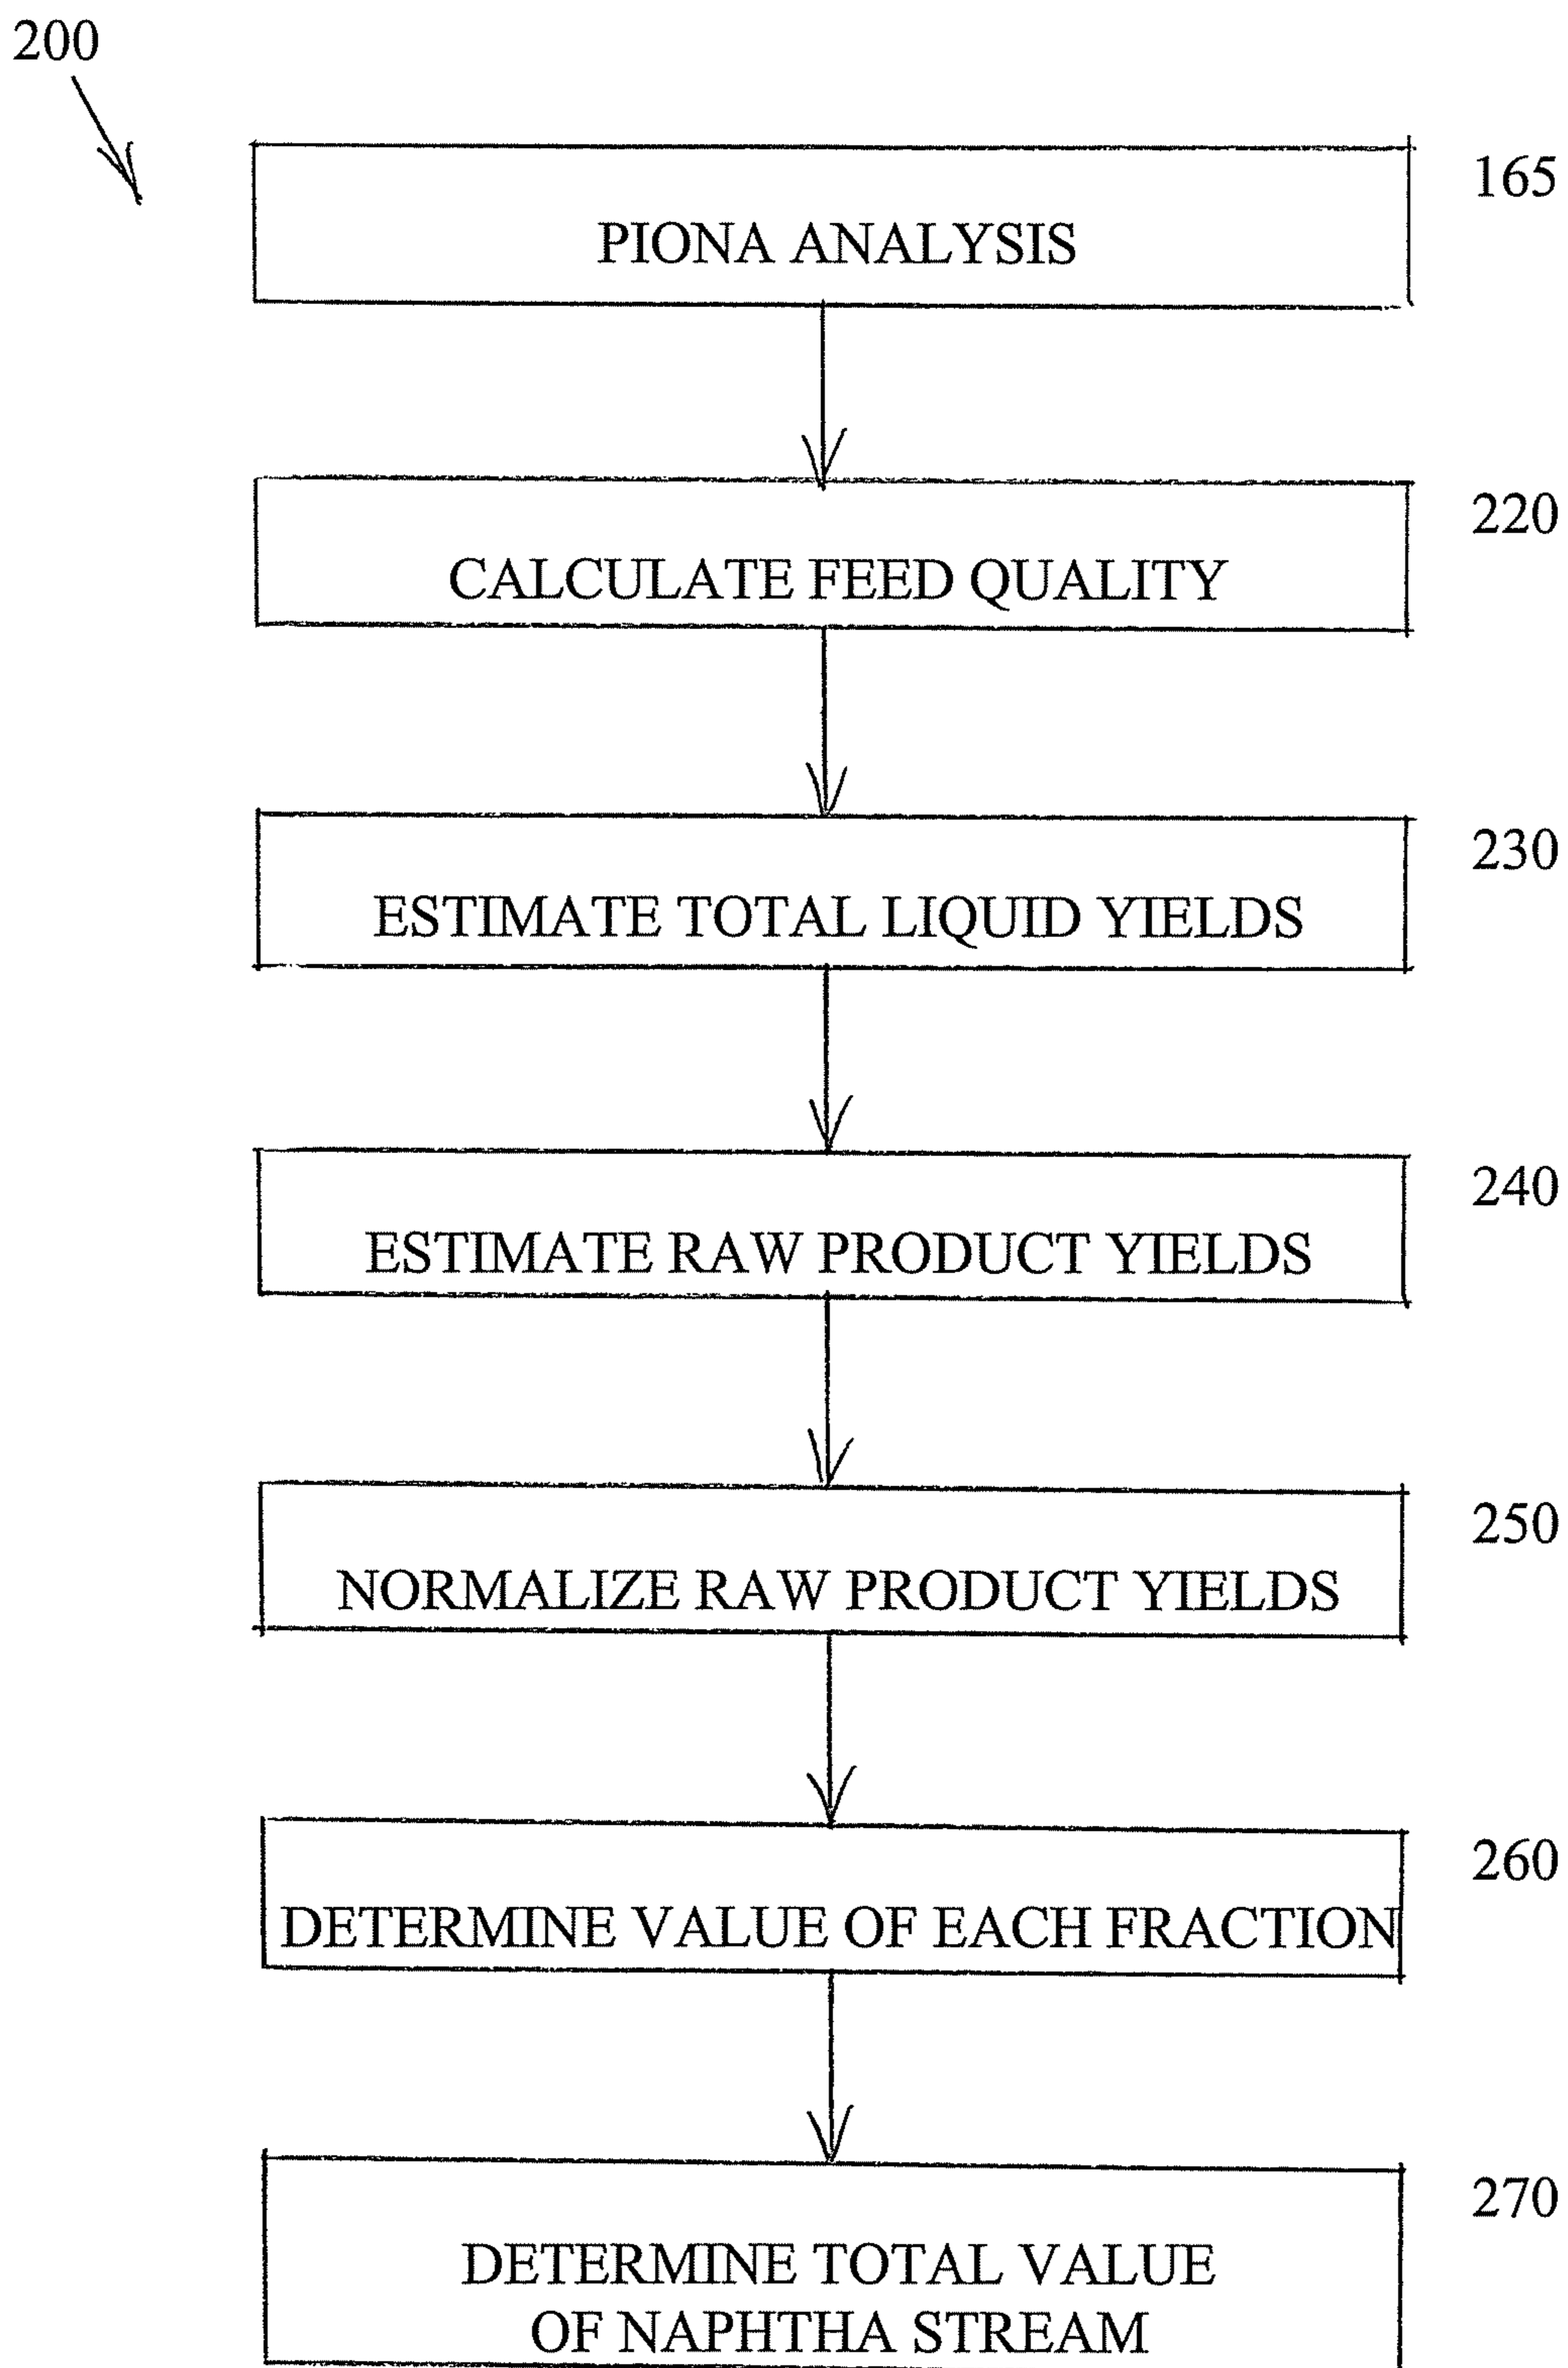 200
165
PIONA ANALYSIS
220
CALCULATE FEED QUALITY
230
ESTIMATE TOTAL LIQUID YIELDS
240
ESTIMATE RAW PRODUCT YIELDS
250
NORMALIZE RAW PRODUCT YIELDS
260
DETERMINE VALUE OF EACH FRACTION
270
DETERMINE TOTAL VALUE
OF NAPHTHA STREAM